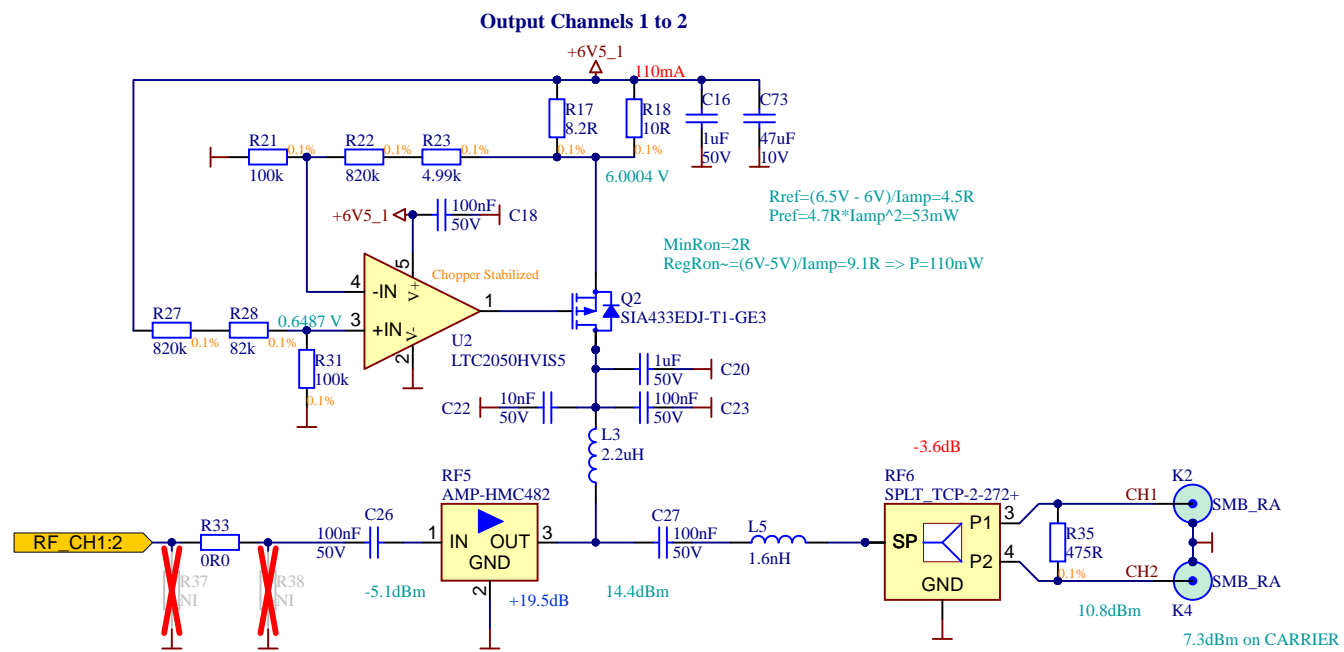 Output Channels 1 to 2
+6V5_1
110mA
R17
8.2R
0.1%
R18
10R
0.1%
C16
1uF
50V
C73
47uF
10V
R21
0.1%
100k
R22
0.1%
820k
R23
0.1%
4.99k
6.0004 V
Rref=(6.5V - 6V)/Iamp=4.5R
Pref=4.7R*Iamp^2=53mW
+6V5_1
100nF
50V
C18
MinRon=2R
RegRon~=(6V-5V)/Iamp=9.1R => P=110mW
Chopper Stabilized
5
V+
4
-IN
1
3
+IN
V-
2
U2
LTC2050HVIS5
Q2
SIA433EDJ-T1-GE3
R27
0.1%
820k
R28
0.1%
82k
0.6487 V
R31
100k
0.1%
1uF
50V
C20
C22
10nF
50V
100nF
50V
C23
L3
2.2uH
RF5
AMP-HMC482
1
IN
OUT
3
GND
2
+19.5dB
-3.6dB
RF6
SPLT_TCP-2-272+
SP
P1
3
P2
4
GND
K2
CH1
SMB_RA
R35
475R
0.1%
CH2
SMB_RA
K4
10.8dBm
7.3dBm on CARRIER
RF_CH1:2
R33
0R0
R37
NI
R38
NI
C26
100nF
50V
-5.1dBm
14.4dBm
C27
100nF
50V
L5
1.6nH